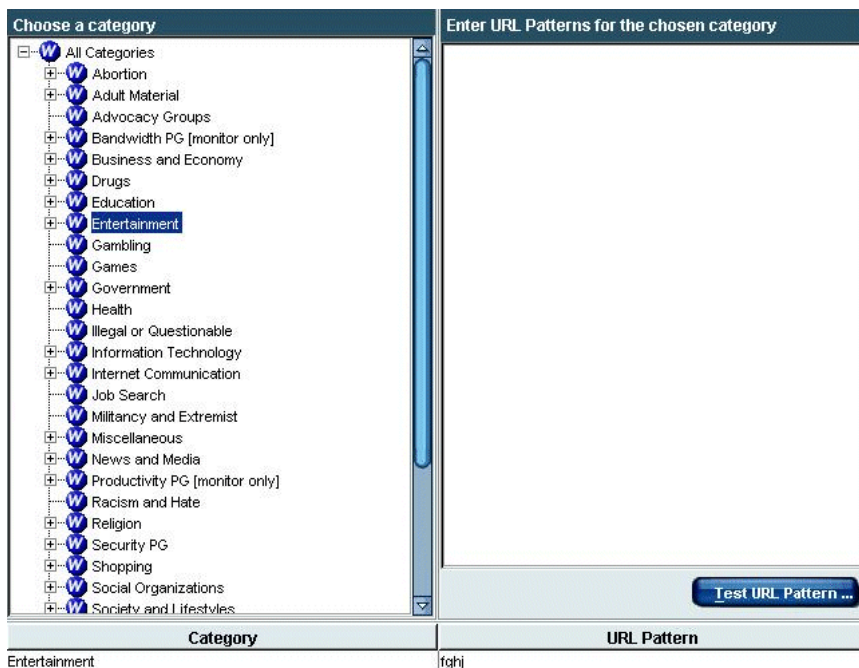 Choose a category
All Categories
Abortion
Adult Material
Advocacy Groups
Bandwidth PG [monitor only]
Business and Economy
Drugs
Education
Entertainment
Gambling
Games
Government
Health
Illegal or Questionable
Information Technology
Internet Communication
Job Search
Militancy and Extremist
Miscellaneous
News and Media
Productivity PG [monitor only]
Racism and Hate
Religion
Security PG
Shopping
Social Organizations
Society and Lifestyles
Enter URL Patterns for the chosen category
Test URL Pattern ...
Category URL Pattern
Entertainment fghj